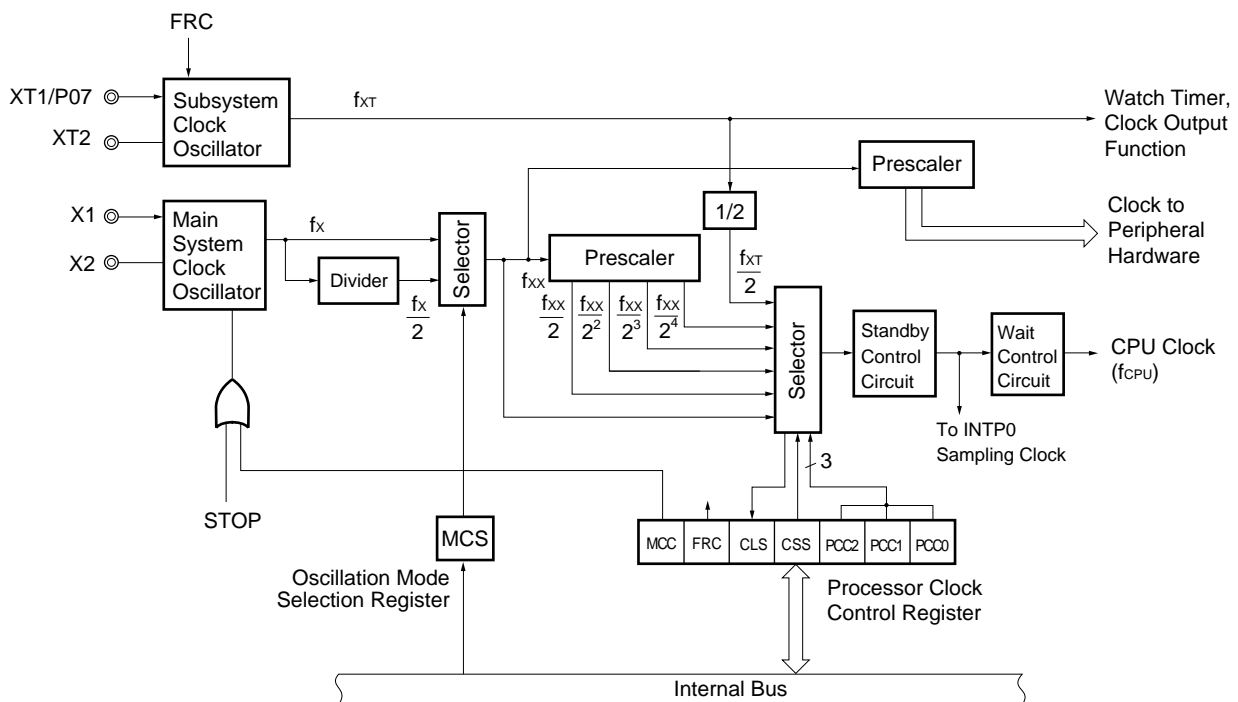 FRC
XT1/P07
XT2
Subsystem
Clock
Oscillator
fXT
Watch Timer,
Clock Output
Function
Prescaler
1/2
Clock to
Peripheral
Hardware
X1
X2
Main
System
Clock
Oscillator
fX
Divider
fX/2
Selector
fXX
Prescaler
fXX/2
fXX/2²
fXX/2³
fXX/2⁴
fXT/2
Selector
Standby
Control
Circuit
Wait
Control
Circuit
CPU Clock
(fCPU)
To INTP0
Sampling Clock
3
STOP
MCS
Oscillation Mode
Selection Register
MCC FRC CLS CSS PCC2 PCC1 PCC0
Processor Clock
Control Register
Internal Bus